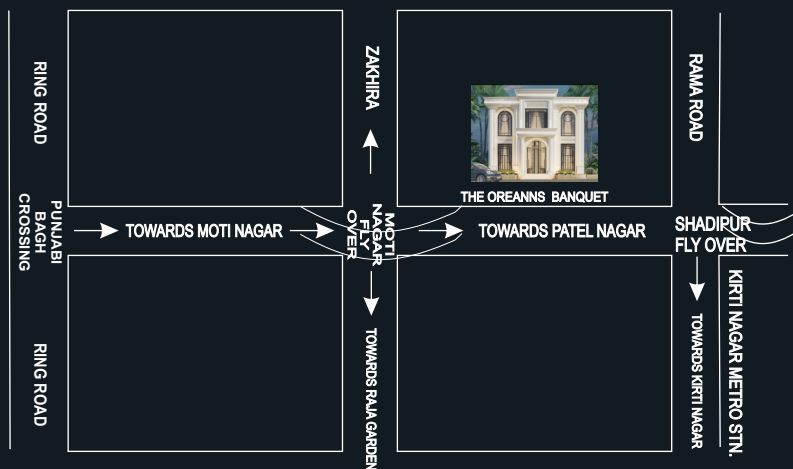 RING ROAD
PUNJABI
BAGH
CROSSING
RING ROAD
TOWARDS MOTI NAGAR
ZAKHIRA
MOTI
NAGAR
FLY
OVER
TOWARDS RAJA GARDEN
THE OREANNS BANQUET
TOWARDS PATEL NAGAR
RAMA ROAD
SHADIPUR
FLY OVER
TOWARDS KIRTI NAGAR
KIRTI NAGAR METRO STN.